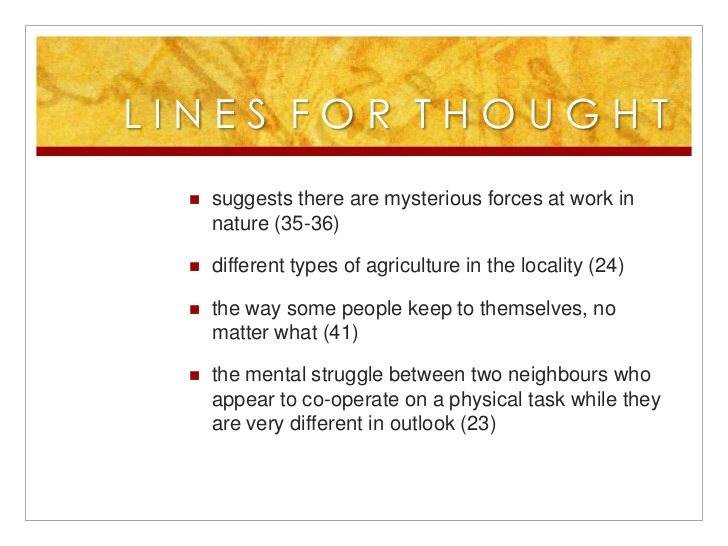 LINES FOR THOUGHT
suggests there are mysterious forces at work in
nature (35-36)
different types of agriculture in the locality (24)
the way some people keep to themselves, no
matter what (41)
the mental struggle between two neighbours who
appear to co-operate on a physical task while they
are very different in outlook (23)